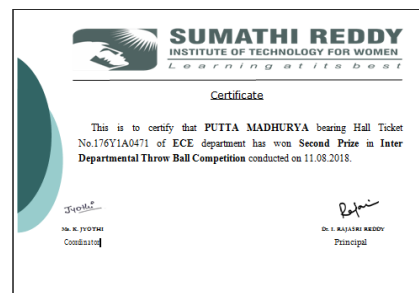 SUMATHI REDDY
INSTITUTE OF TECHNOLOGY FOR WOMEN
Learning at its best
Certificate
This is to certify that PUTTA MADHURYA bearing Hall Ticket
No.176Y1A0471 of ECE department has won Second Prize in Inter
Departmental Throw Ball Competition conducted on 11.08.2018.
Jyothi
Rajasri
Ms. K. JYOTHI
Dr. I. RAJASRI REDDY
Coordinator
Principal